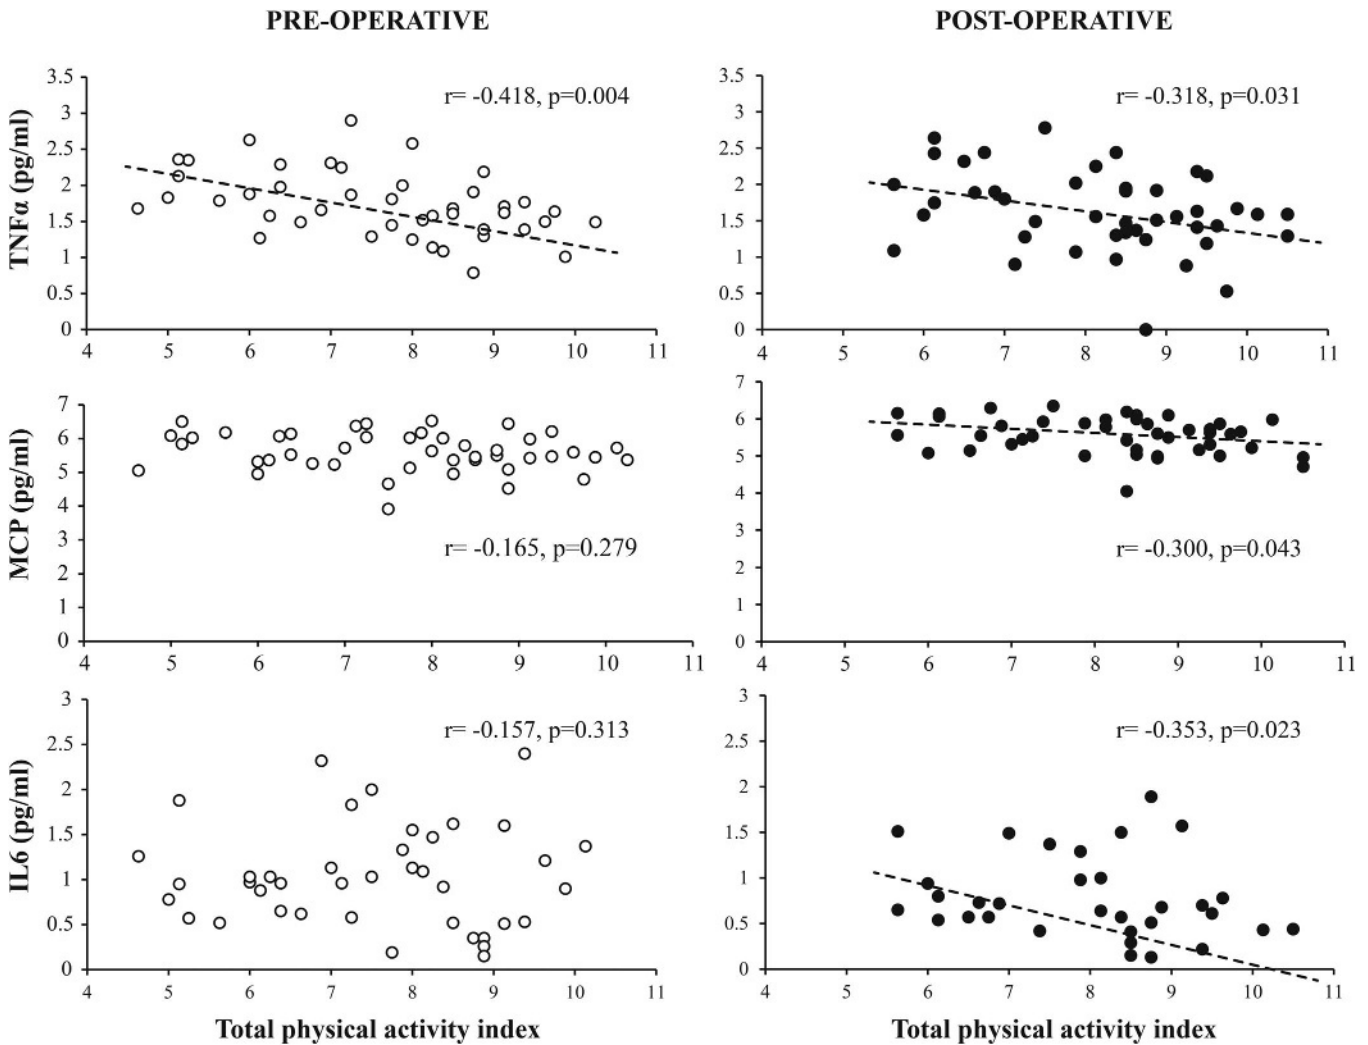 PRE-OPERATIVE
POST-OPERATIVE
TNFα (pg/ml)
3.5
3
2.5
2
1.5
1
0.5
0
r= -0.418, p=0.004
4 5 6 7 8 9 10 11
3.5
3
2.5
2
1.5
1
0.5
0
r= -0.318, p=0.031
4 5 6 7 8 9 10 11
MCP (pg/ml)
7
6
5
4
3
2
1
0
r= -0.165, p=0.279
4 5 6 7 8 9 10 11
7
6
5
4
3
2
1
0
r= -0.300, p=0.043
4 5 6 7 8 9 10 11
IL6 (pg/ml)
3
2.5
2
1.5
1
0.5
0
r= -0.157, p=0.313
4 5 6 7 8 9 10 11
Total physical activity index
3
2.5
2
1.5
1
0.5
0
r= -0.353, p=0.023
4 5 6 7 8 9 10 11
Total physical activity index